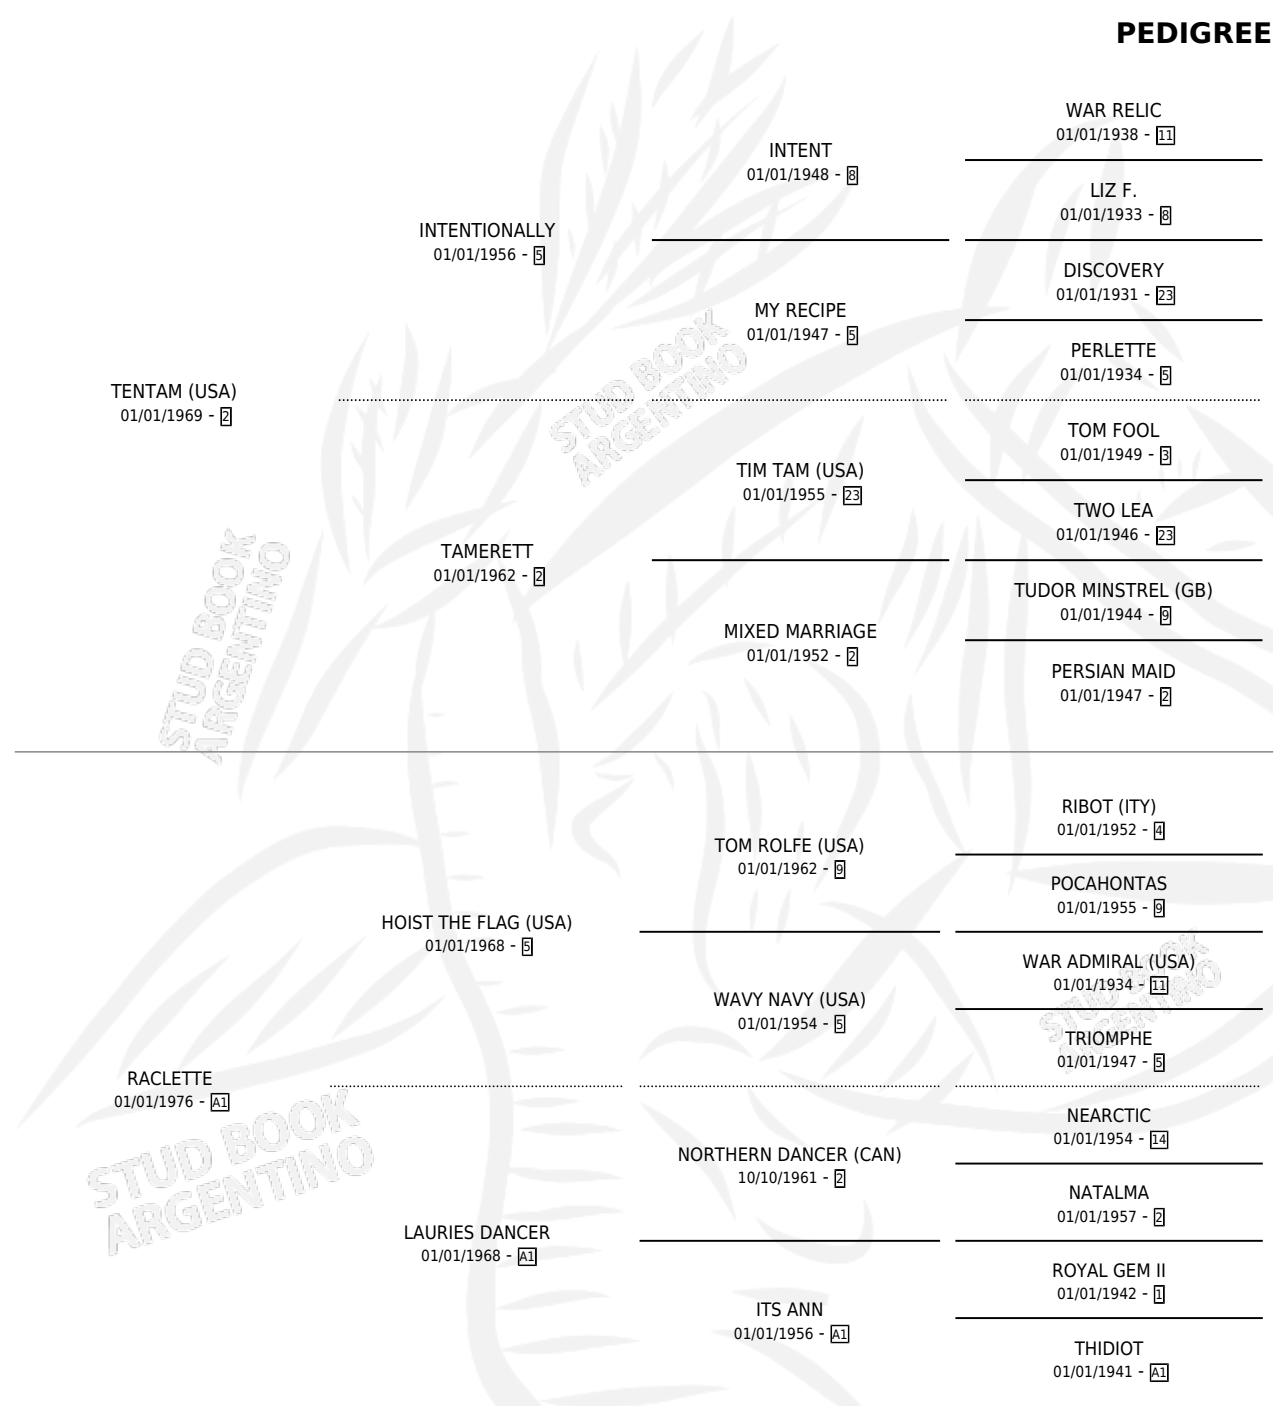 PEDIGREE
WAR RELIC
01/01/1938 - 11
INTENT
01/01/1948 - 8
LIZ F.
01/01/1933 - 8
INTENTIONALLY
01/01/1956 - 5
DISCOVERY
01/01/1931 - 23
MY RECIPE
01/01/1947 - 5
PERLETTE
01/01/1934 - 5
TENTAM (USA)
01/01/1969 - 2
TOM FOOL
01/01/1949 - 3
TIM TAM (USA)
01/01/1955 - 23
TWO LEA
01/01/1946 - 23
TAMERETT
01/01/1962 - 2
TUDOR MINSTREL (GB)
01/01/1944 - 9
MIXED MARRIAGE
01/01/1952 - 2
PERSIAN MAID
01/01/1947 - 2
RIBOT (ITY)
01/01/1952 - 4
TOM ROLFE (USA)
01/01/1962 - 9
POCAHONTAS
01/01/1955 - 9
HOIST THE FLAG (USA)
01/01/1968 - 5
WAR ADMIRAL (USA)
01/01/1934 - 11
WAVY NAVY (USA)
01/01/1954 - 5
TRIOMPHE
01/01/1947 - 5
RACLETTE
01/01/1976 - A1
NEARCTIC
01/01/1954 - 14
NORTHERN DANCER (CAN)
10/10/1961 - 2
NATALMA
01/01/1957 - 2
LAURIES DANCER
01/01/1968 - A1
ROYAL GEM II
01/01/1942 - 1
ITS ANN
01/01/1956 - A1
THIDIOT
01/01/1941 - A1
STUD BOOK
ARGENTINO
STUD BOOK
ARGENTINO
STUD BOOK
ARGENTINO
STUD BOOK
ARGENTINO